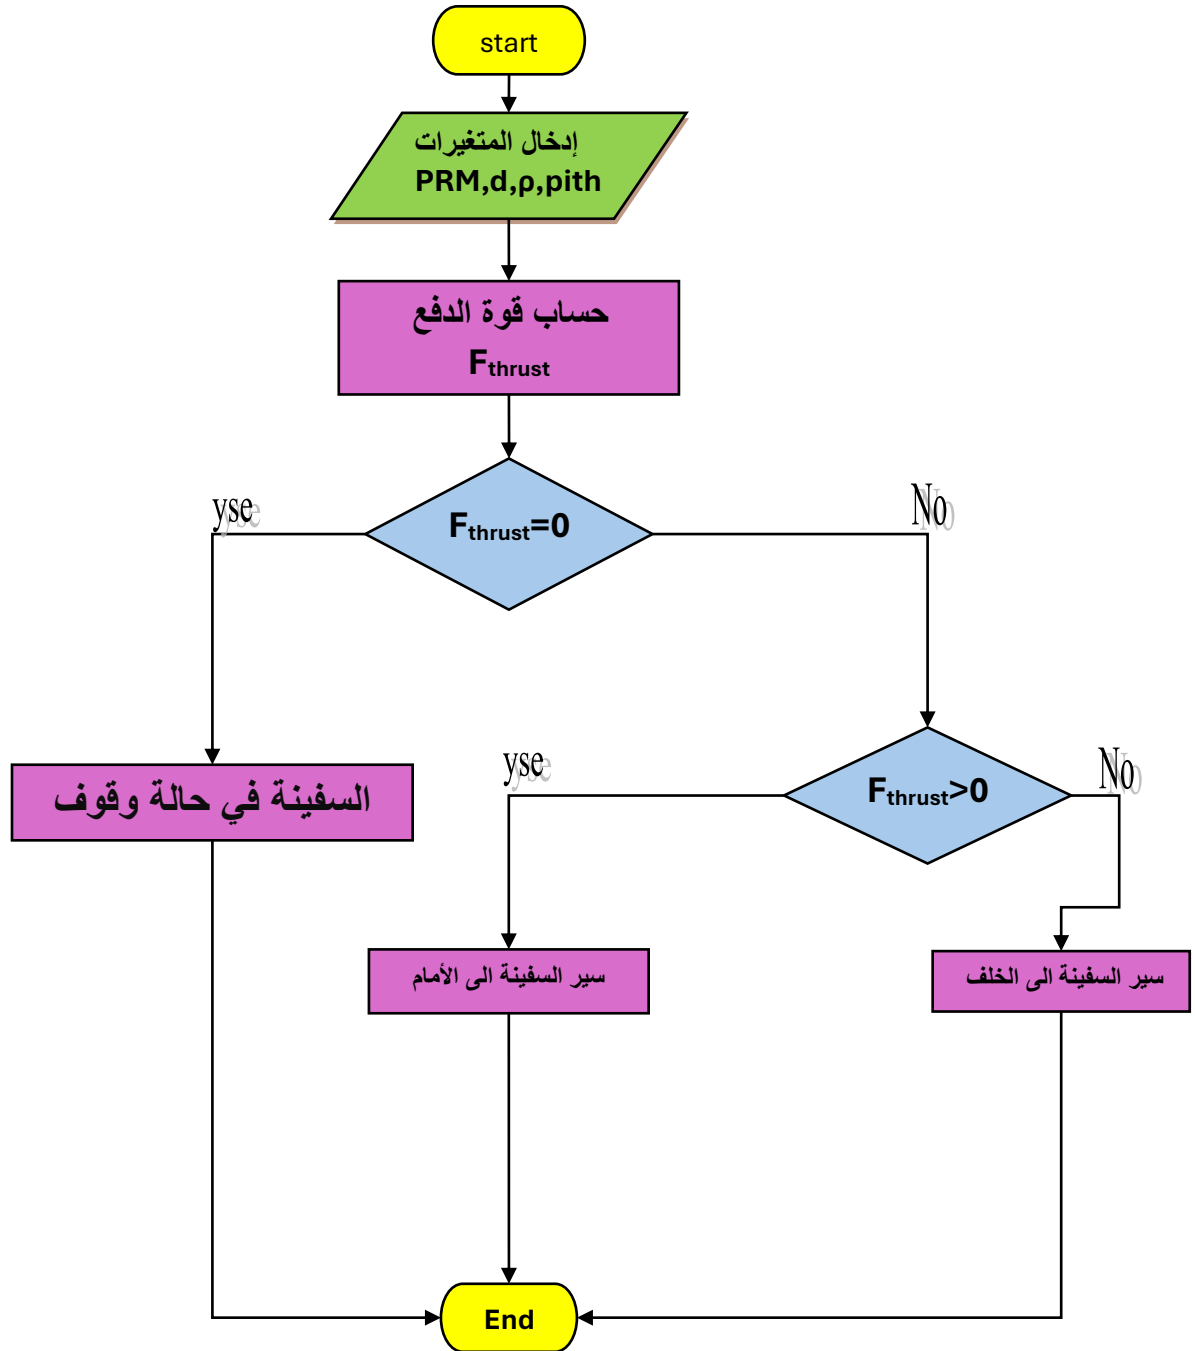 start
إدخال المتغيرات
PRM,d,ρ,pith
حساب قوة الدفع
Fthrust
yse
Fthrust=0
No
السفينة في حالة وقوف
yse
Fthrust>0
No
سير السفينة الى الأمام
سير السفينة الى الخلف
End